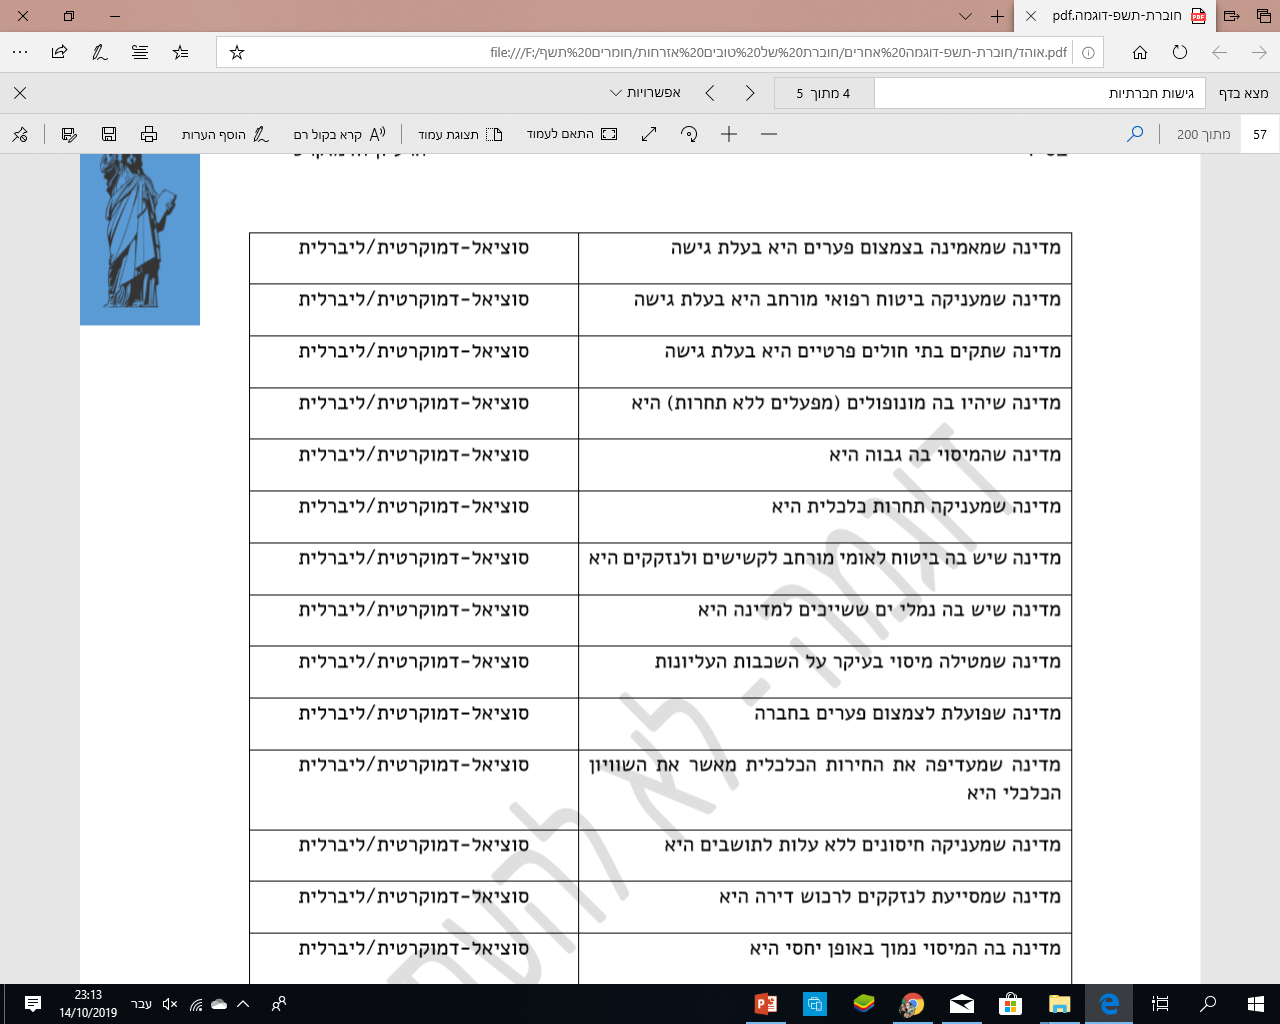 חוברת-תשפ-דוגמה.pdf
file:///F:/אוהד/חוברת-תשפ-דוגמה%20אחרים/חוברת%20של%20טובים%20אזרחות/חומרים%20תשף.pdf
מצא בדף
גישות חברתיות
4 מתוך 5
אפשרויות
57
מתוך 200
התאם לעמוד
תצוגת עמוד
קרא בקול רם
הוסף הערות
מדינה שמאמינה בצמצום פערים היא בעלת גישה סוציאל-דמוקרטית/ליברלית
מדינה שמעניקה ביטוח רפואי מורחב היא בעלת גישה סוציאל-דמוקרטית/ליברלית
מדינה שתקים בתי חולים פרטיים היא בעלת גישה סוציאל-דמוקרטית/ליברלית
מדינה שיהיו בה מונופולים (מפעלים ללא תחרות) היא סוציאל-דמוקרטית/ליברלית
מדינה שהמיסוי בה גבוה היא סוציאל-דמוקרטית/ליברלית
מדינה שמעניקה תחרות כלכלית היא סוציאל-דמוקרטית/ליברלית
מדינה שיש בה ביטוח לאומי מורחב לקשישים ולנזקקים היא סוציאל-דמוקרטית/ליברלית
מדינה שיש בה נמלי ים ששייכים למדינה היא סוציאל-דמוקרטית/ליברלית
מדינה שמטילה מיסוי בעיקר על השכבות העליונות סוציאל-דמוקרטית/ליברלית
מדינה שפועלת לצמצום פערים בחברה סוציאל-דמוקרטית/ליברלית
מדינה שמעדיפה את החירות הכלכלית מאשר את השוויון סוציאל-דמוקרטית/ליברלית
הכלכלי היא
מדינה שמעניקה חיסונים ללא עלות לתושבים היא סוציאל-דמוקרטית/ליברלית
מדינה שמסייעת לנזקקים לרכוש דירה היא סוציאל-דמוקרטית/ליברלית
מדינה בה המיסוי נמוך באופן יחסי היא סוציאל-דמוקרטית/ליברלית
דוגמה - לא
עבר
23:13
14/10/2019